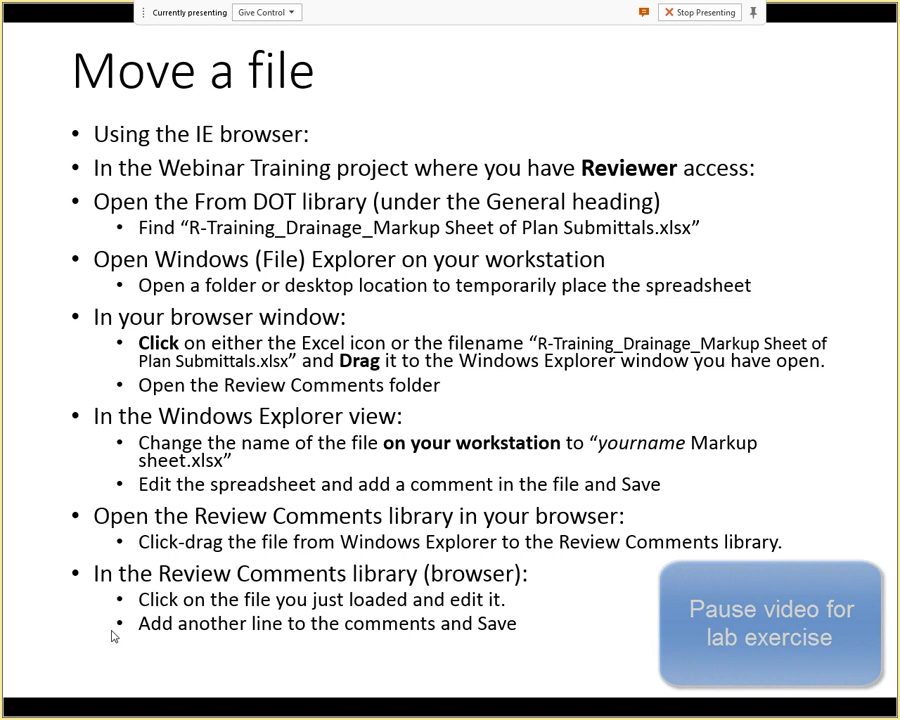 Currently presenting Give Control Stop Presenting
Move a file
• Using the IE browser:
• In the Webinar Training project where you have Reviewer access:
• Open the From DOT library (under the General heading)
• Find “R-Training_Drainage_Markup Sheet of Plan Submittals.xlsx”
• Open Windows (File) Explorer on your workstation
• Open a folder or desktop location to temporarily place the spreadsheet
• In your browser window:
• Click on either the Excel icon or the filename “R-Training_Drainage_Markup Sheet of
Plan Submittals.xlsx” and Drag it to the Windows Explorer window you have open.
• Open the Review Comments folder
• In the Windows Explorer view:
• Change the name of the file on your workstation to “yourname Markup
sheet.xlsx”
• Edit the spreadsheet and add a comment in the file and Save
• Open the Review Comments library in your browser:
• Click-drag the file from Windows Explorer to the Review Comments library.
• In the Review Comments library (browser):
• Click on the file you just loaded and edit it.
• Add another line to the comments and Save
Pause video for
lab exercise